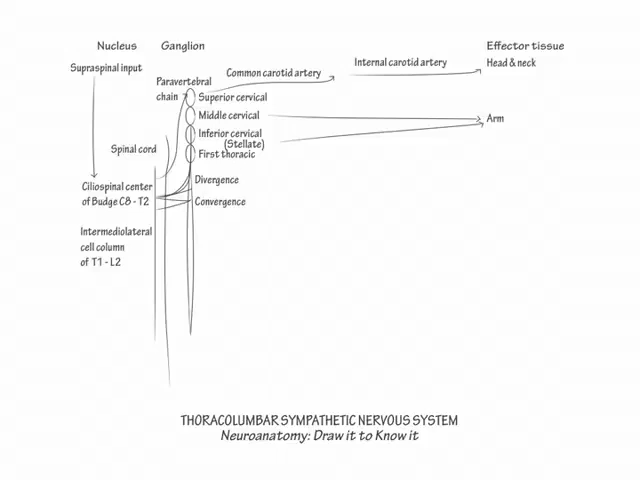 Nucleus Ganglion Effector tissue
Supraspinal input
Internal carotid artery
Head & neck
Common carotid artery
Paravertebral
chain
Superior cervical
Middle cervical
Arm
Inferior cervical
(Stellate)
Spinal cord
First thoracic
Divergence
Ciliospinal center
of Budge C8 - T2
Convergence
Intermediolateral
cell column
of T1 - L2
THORACOLUMBAR SYMPATHETIC NERVOUS SYSTEM
Neuroanatomy: Draw it to Know it